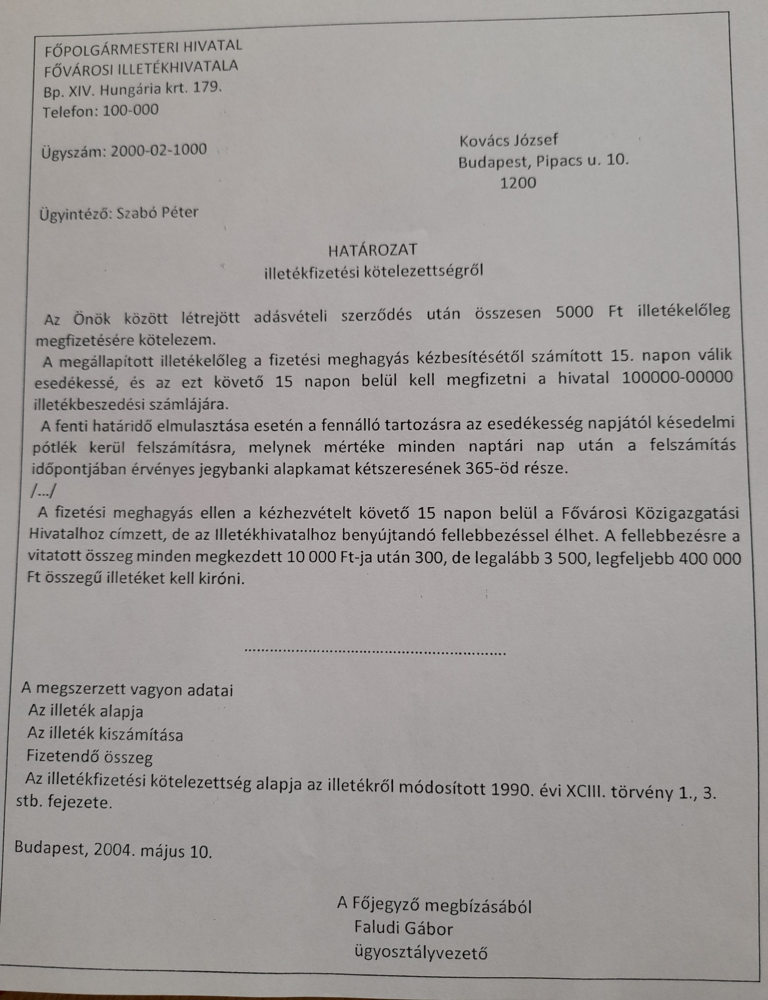 FŐPOLGÁRMESTERI HIVATAL
FŐVÁROSI ILLETÉKHIVATALA
Bp. XIV. Hungária krt. 179.
Telefon: 100-000
Ügyszám: 2000-02-1000
Kovács József
Budapest, Pipacs u. 10.
1200
Ügyintéző: Szabó Péter
HATÁROZAT
illetékfizetési kötelezettségről
Az Önök között létrejött adásvételi szerződés után összesen 5000 Ft illetékelőleg
megfizetésére kötelezem.
A megállapított illetékelőleg a fizetési meghagyás kézbesítésétől számított 15. napon válik
esedékessé, és az ezt követő 15 napon belül kell megfizetni a hivatal 100000-00000
illetékbeszedési számlájára.
A fenti határidő elmulasztása esetén a fennálló tartozásra az esedékesség napjától késedelmi
pótlék kerül felszámításra, melynek mértéke minden naptári nap után a felszámítás
időpontjában érvényes jegybanki alapkamat kétszeresének 365-öd része.
/.../
A fizetési meghagyás ellen a kézhezvételt követő 15 napon belül a Fővárosi Közigazgatási
Hivatalhoz címzett, de az Illetékhivatalhoz benyújtandó fellebbezéssel élhet. A fellebbezésre a
vitatott összeg minden megkezdett 10 000 Ft-ja után 300, de legalább 3 500, legfeljebb 400 000
Ft összegű illetéket kell kiróni.
................................................................
A megszerzett vagyon adatai
Az illeték alapja
Az illeték kiszámítása
Fizetendő összeg
Az illetékfizetési kötelezettség alapja az illetékről módosított 1990. évi XCIII. törvény 1., 3.
stb. fejezete.
Budapest, 2004. május 10.
A Főjegyző megbízásából
Faludi Gábor
ügyosztályvezető